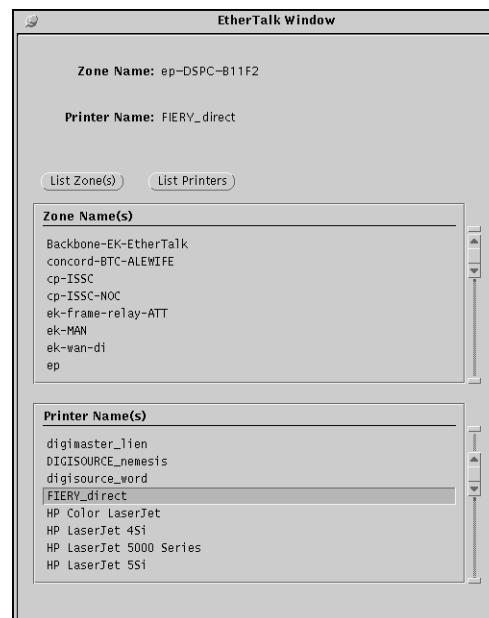 EtherTalk Window
Zone Name: ep-DSPC-B11F2
Printer Name: FIERY_direct
List Zone(s) List Printers
Zone Name(s)
Backbone-EK-EtherTalk
concord-BTC-ALEWIFE
cp-ISSC
cp-ISSC-NOC
ek-frame-relay-ATT
ek-MAN
ek-wan-di
ep
Printer Name(s)
digimaster_lien
DIGISOURCE_nemesis
digisource_word
FIERY_direct
HP Color LaserJet
HP LaserJet 4Si
HP LaserJet 5000 Series
HP LaserJet 5Si